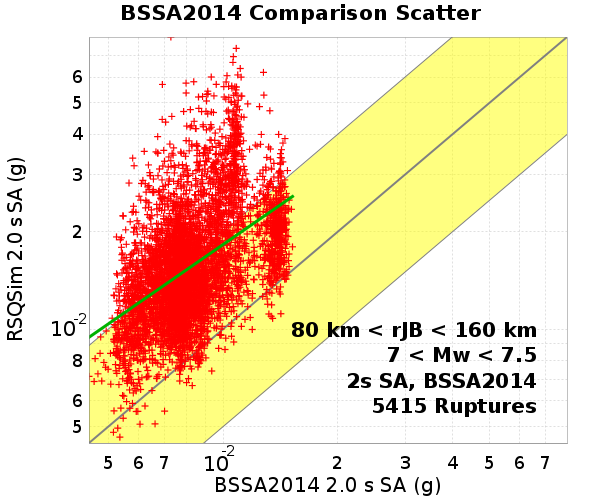 BSSA2014 Comparison Scatter
RSQSim 2.0 s SA (g)
6
5
4
3
2
10-2
8
6
5
80 km < rJB < 160 km
7 < Mw < 7.5
2s SA, BSSA2014
5415 Ruptures
5 6 7 10-2 2 3 4 5 6 7
BSSA2014 2.0 s SA (g)